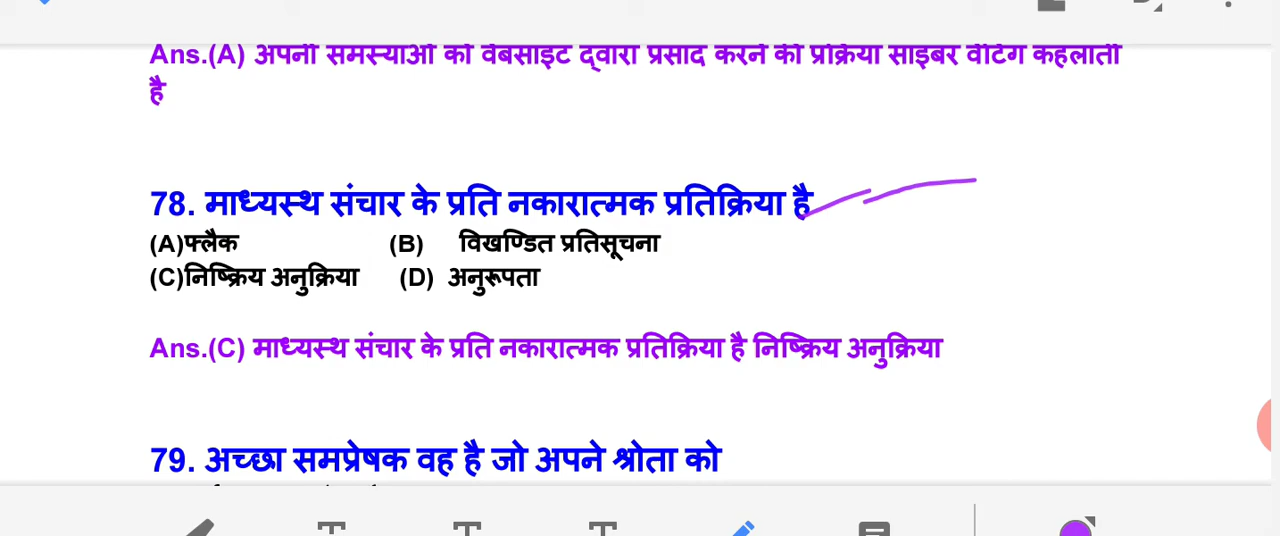 Ans.(A) अपनी समस्याओं को वेबसाइट द्वारा प्रसाद करने की प्रक्रिया साइबर वेटिंग कहलाती
है
78. माध्यस्थ संचार के प्रति नकारात्मक प्रतिक्रिया है
(A)फ्लैक (B) विखण्डित प्रतिसूचना
(C)निष्क्रिय अनुक्रिया (D) अनुरूपता
Ans.(C) माध्यस्थ संचार के प्रति नकारात्मक प्रतिक्रिया है निष्क्रिय अनुक्रिया
79. अच्छा समप्रेषक वह है जो अपने श्रोता को